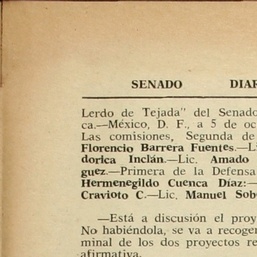 SENADO DIAR
Lerdo de Tejada" del Senado
ca.—México, D. F., a 5 de oc
Las comisiones, Segunda de
Florencio Barrera Fuentes.—Li
dorica Inclán.—Lic. Amado
guez.—Primera de la Defensa
Hermenegildo Cuenca Díaz:—
Cravioto C.—Lic. Manuel Sob
—Está a discusión el proy
No habiéndola, se va a recoger
minal de los dos proyectos re
afirmativa.